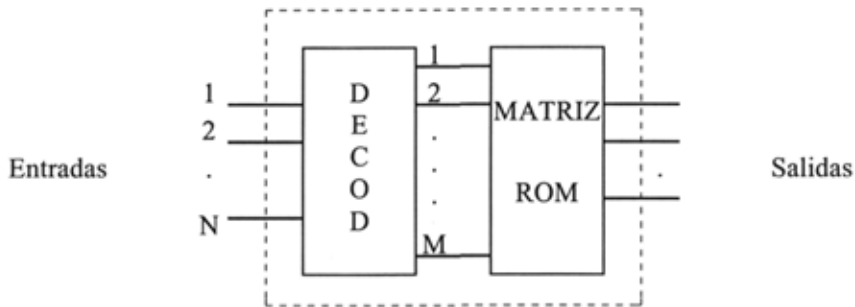 Entradas
1
2
.
N
D
E
C
O
D
1
2
.
.
.
M
MATRIZ
ROM
.
Salidas